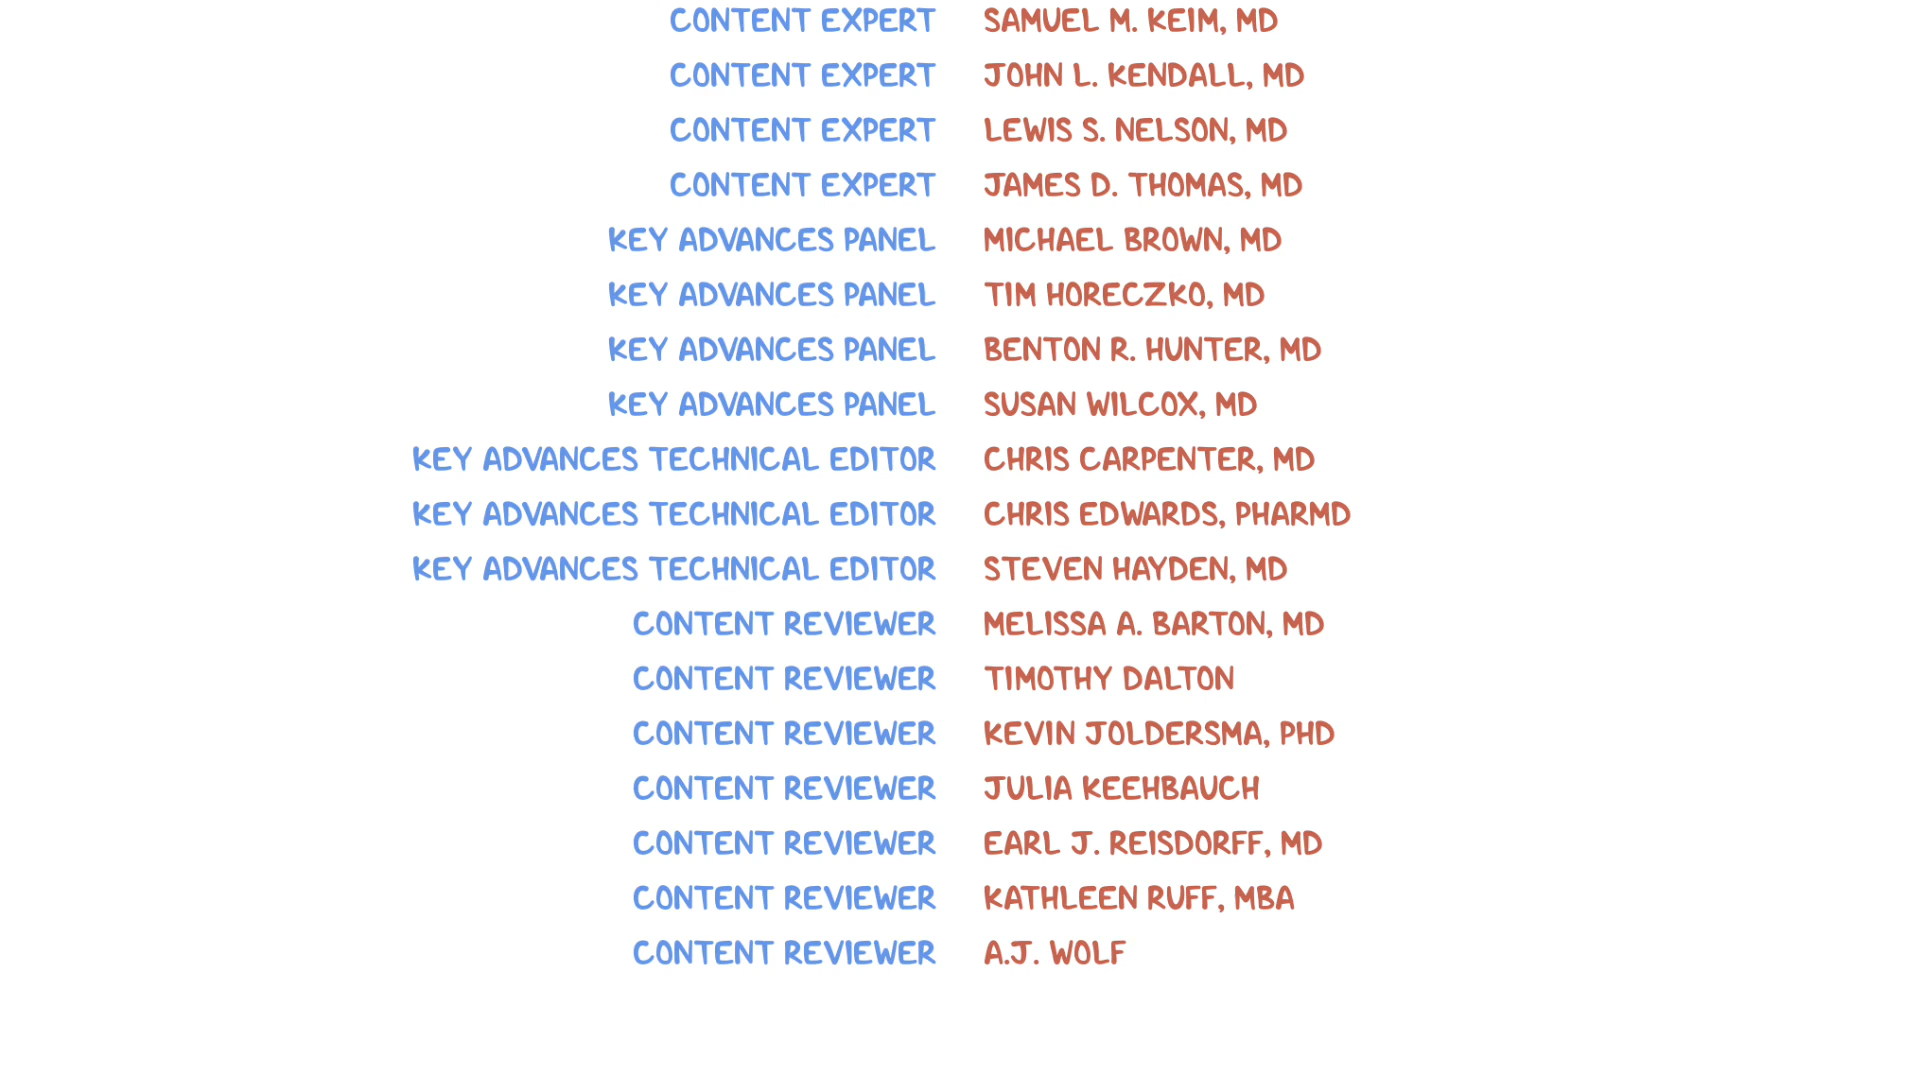 CONTENT EXPERT SAMUEL M. KEIM, MD
CONTENT EXPERT JOHN L. KENDALL, MD
CONTENT EXPERT LEWIS S. NELSON, MD
CONTENT EXPERT JAMES D. THOMAS, MD
KEY ADVANCES PANEL MICHAEL BROWN, MD
KEY ADVANCES PANEL TIM HORECZKO, MD
KEY ADVANCES PANEL BENTON R. HUNTER, MD
KEY ADVANCES PANEL SUSAN WILCOX, MD
KEY ADVANCES TECHNICAL EDITOR CHRIS CARPENTER, MD
KEY ADVANCES TECHNICAL EDITOR CHRIS EDWARDS, PHARMD
KEY ADVANCES TECHNICAL EDITOR STEVEN HAYDEN, MD
CONTENT REVIEWER MELISSA A. BARTON, MD
CONTENT REVIEWER TIMOTHY DALTON
CONTENT REVIEWER KEVIN JOLDERSMA, PHD
CONTENT REVIEWER JULIA KEEHBAUCH
CONTENT REVIEWER EARL J. REISDORFF, MD
CONTENT REVIEWER KATHLEEN RUFF, MBA
CONTENT REVIEWER A.J. WOLF